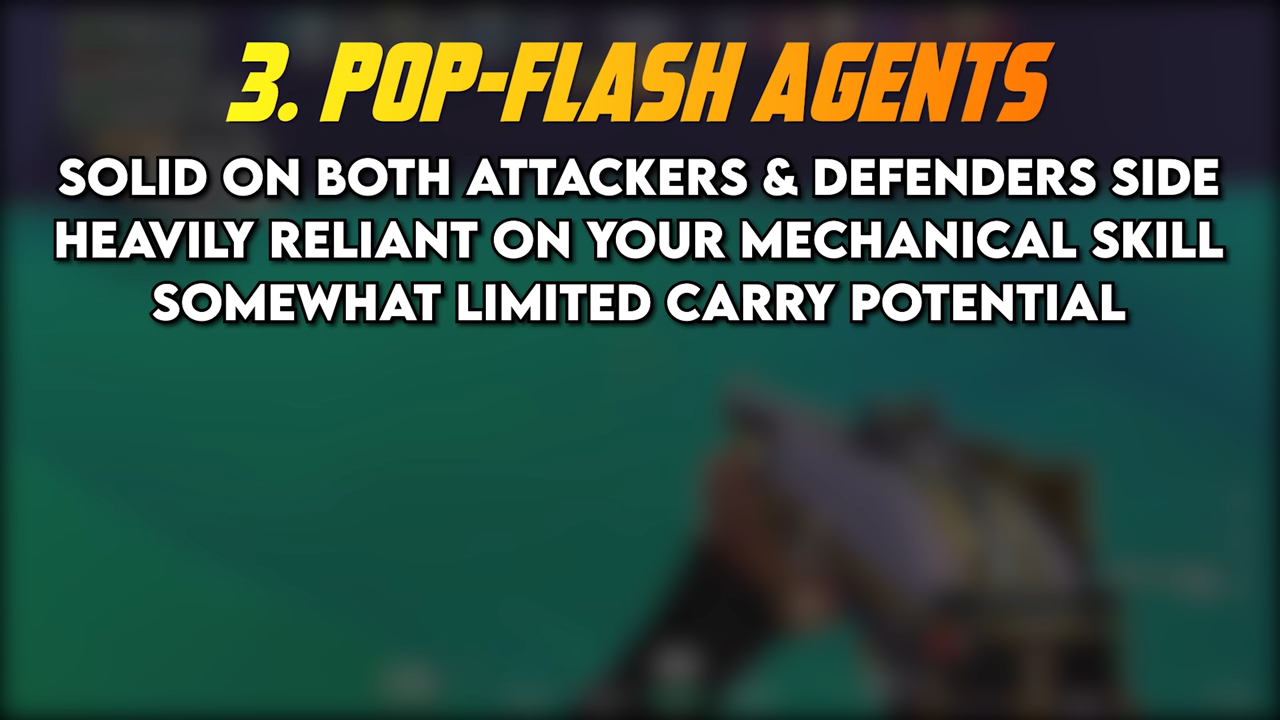 3. POP-FLASH AGENTS
SOLID ON BOTH ATTACKERS & DEFENDERS SIDE
HEAVILY RELIANT ON YOUR MECHANICAL SKILL
SOMEWHAT LIMITED CARRY POTENTIAL